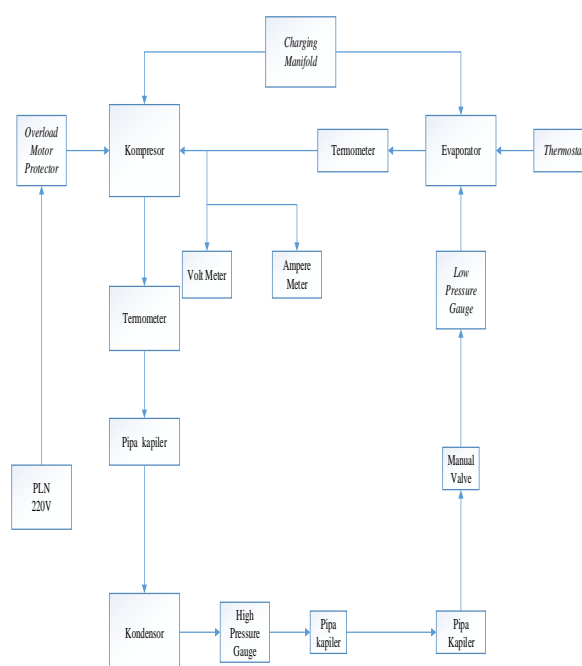 Charging
Manifold
Overload
Motor
Protector
Kompresor
Termometer
Evaporator
Thermostat
Volt Meter
Ampere
Meter
Low
Pressure
Gauge
Termometer
Pipa kapiler
Manual
Valve
PLN
220V
Kondensor
High
Pressure
Gauge
Pipa
kapiler
Pipa
Kapiler